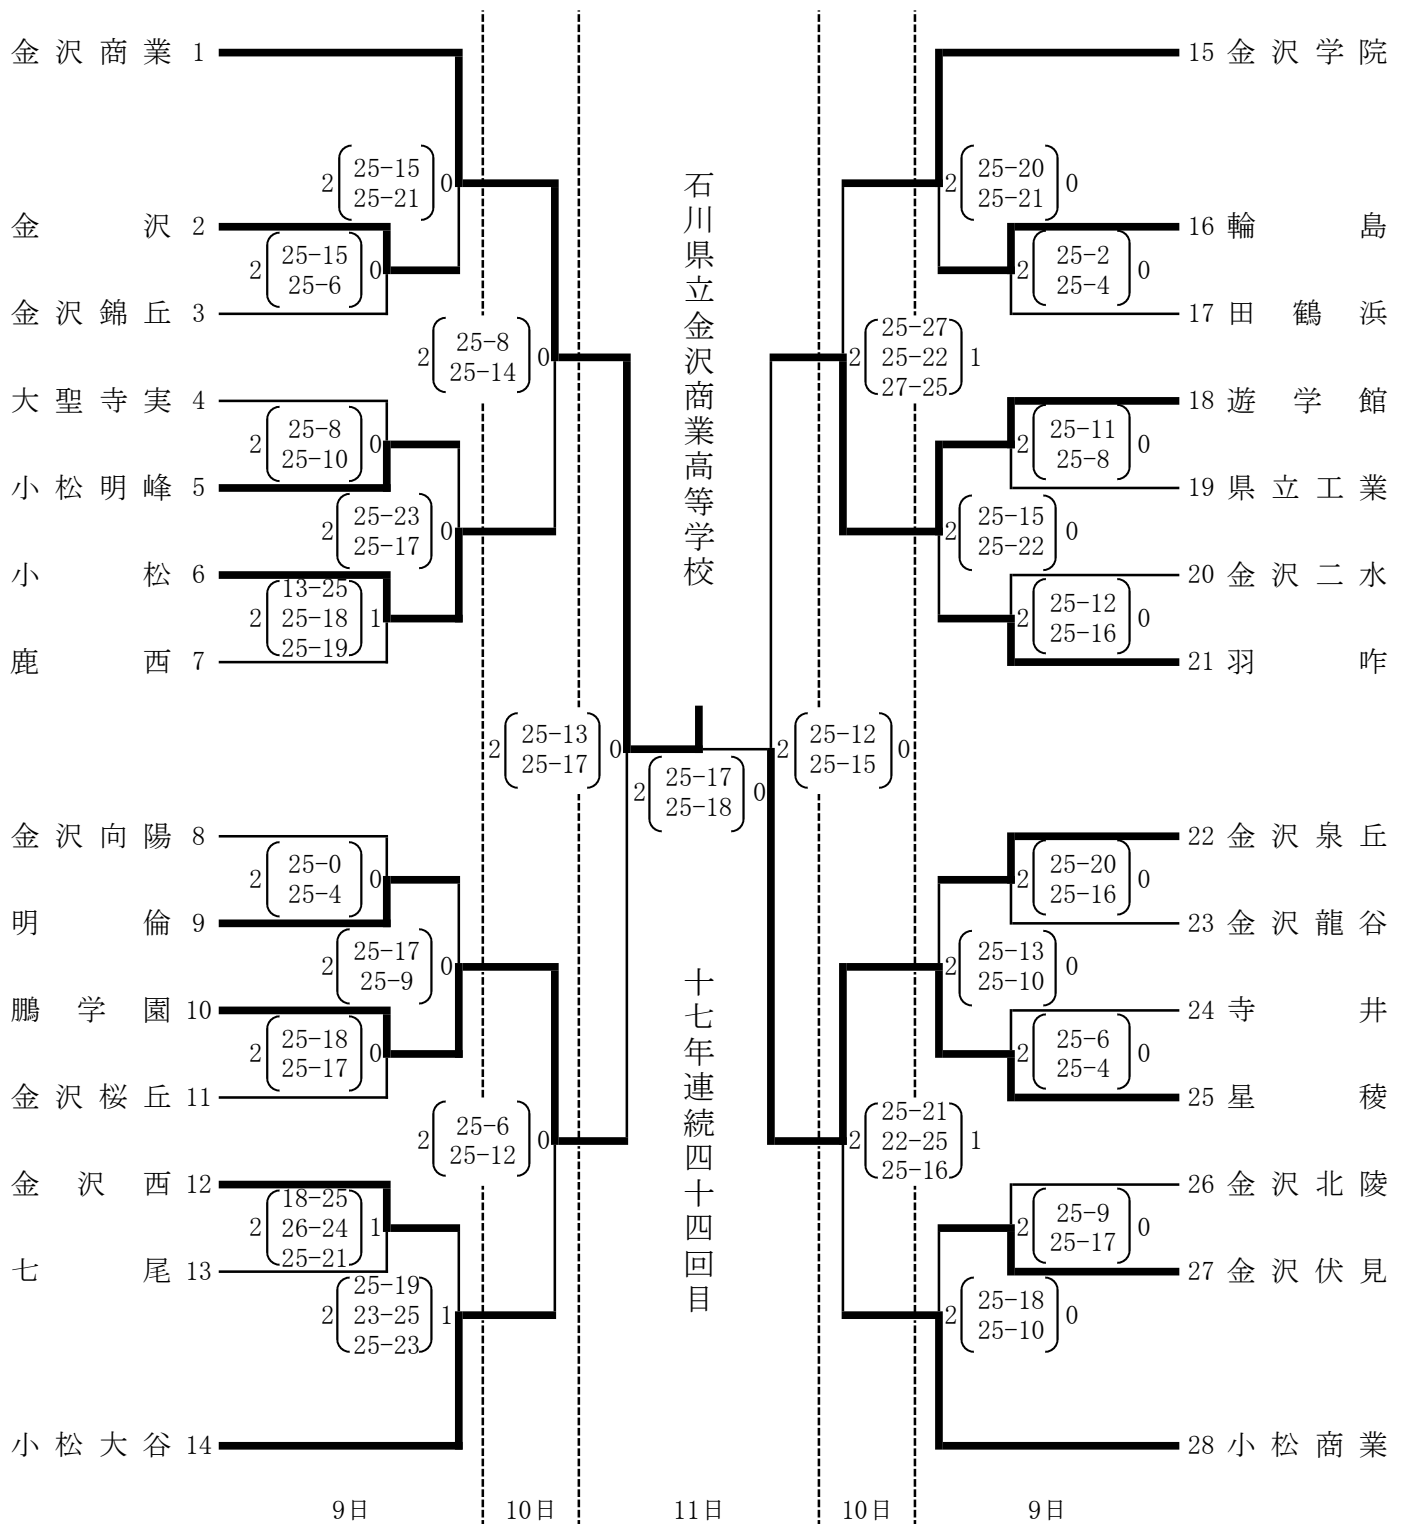 金沢商業 1
2 25-15 25-21 0
金沢 2
2 25-15 25-6 0
金沢錦丘 3
2 25-8 25-14 0
大聖寺実 4
2 25-8 25-10 0
小松明峰 5
2 25-23 25-17 0
小松 6
2 13-25 25-18 25-19 1
鹿西 7
2 25-13 25-17 0
金沢向陽 8
2 25-0 25-4 0
明倫 9
2 25-17 25-9 0
鵬学園 10
2 25-18 25-17 0
金沢桜丘 11
2 25-6 25-12 0
金沢西 12
2 18-25 26-24 25-21 1
七尾 13
2 25-19 23-25 25-23 1
小松大谷 14
石川県立金沢商業高等学校
2 25-17 25-18 0
十七年連続四十四回目
15 金沢学院
2 25-20 25-21 0
16 輪島
2 25-2 25-4 0
17 田鶴浜
2 25-27 25-22 27-25 1
18 遊学館
2 25-11 25-8 0
19 県立工業
2 25-15 25-22 0
20 金沢二水
2 25-12 25-16 0
21 羽咋
2 25-12 25-15 0
22 金沢泉丘
2 25-20 25-16 0
23 金沢龍谷
2 25-13 25-10 0
24 寺井
2 25-6 25-4 0
25 星稜
2 25-21 22-25 25-16 1
26 金沢北陵
2 25-9 25-17 0
27 金沢伏見
2 25-18 25-10 0
28 小松商業
9日 10日 11日 10日 9日